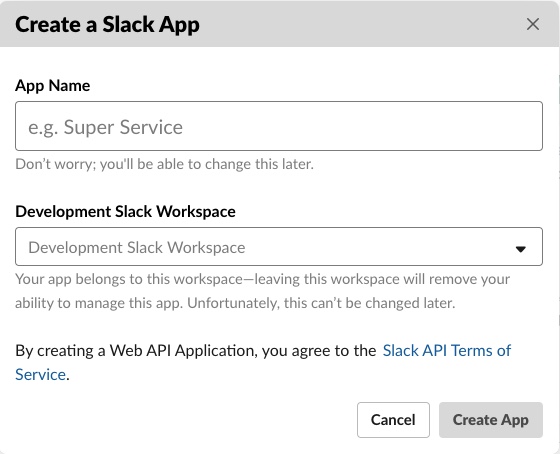 Create a Slack App
App Name
e.g. Super Service
Don't worry; you'll be able to change this later.
Development Slack Workspace
Development Slack Workspace
Your app belongs to this workspace—leaving this workspace will remove your
ability to manage this app. Unfortunately, this can't be changed later.
By creating a Web API Application, you agree to the Slack API Terms of
Service.
Cancel Create App